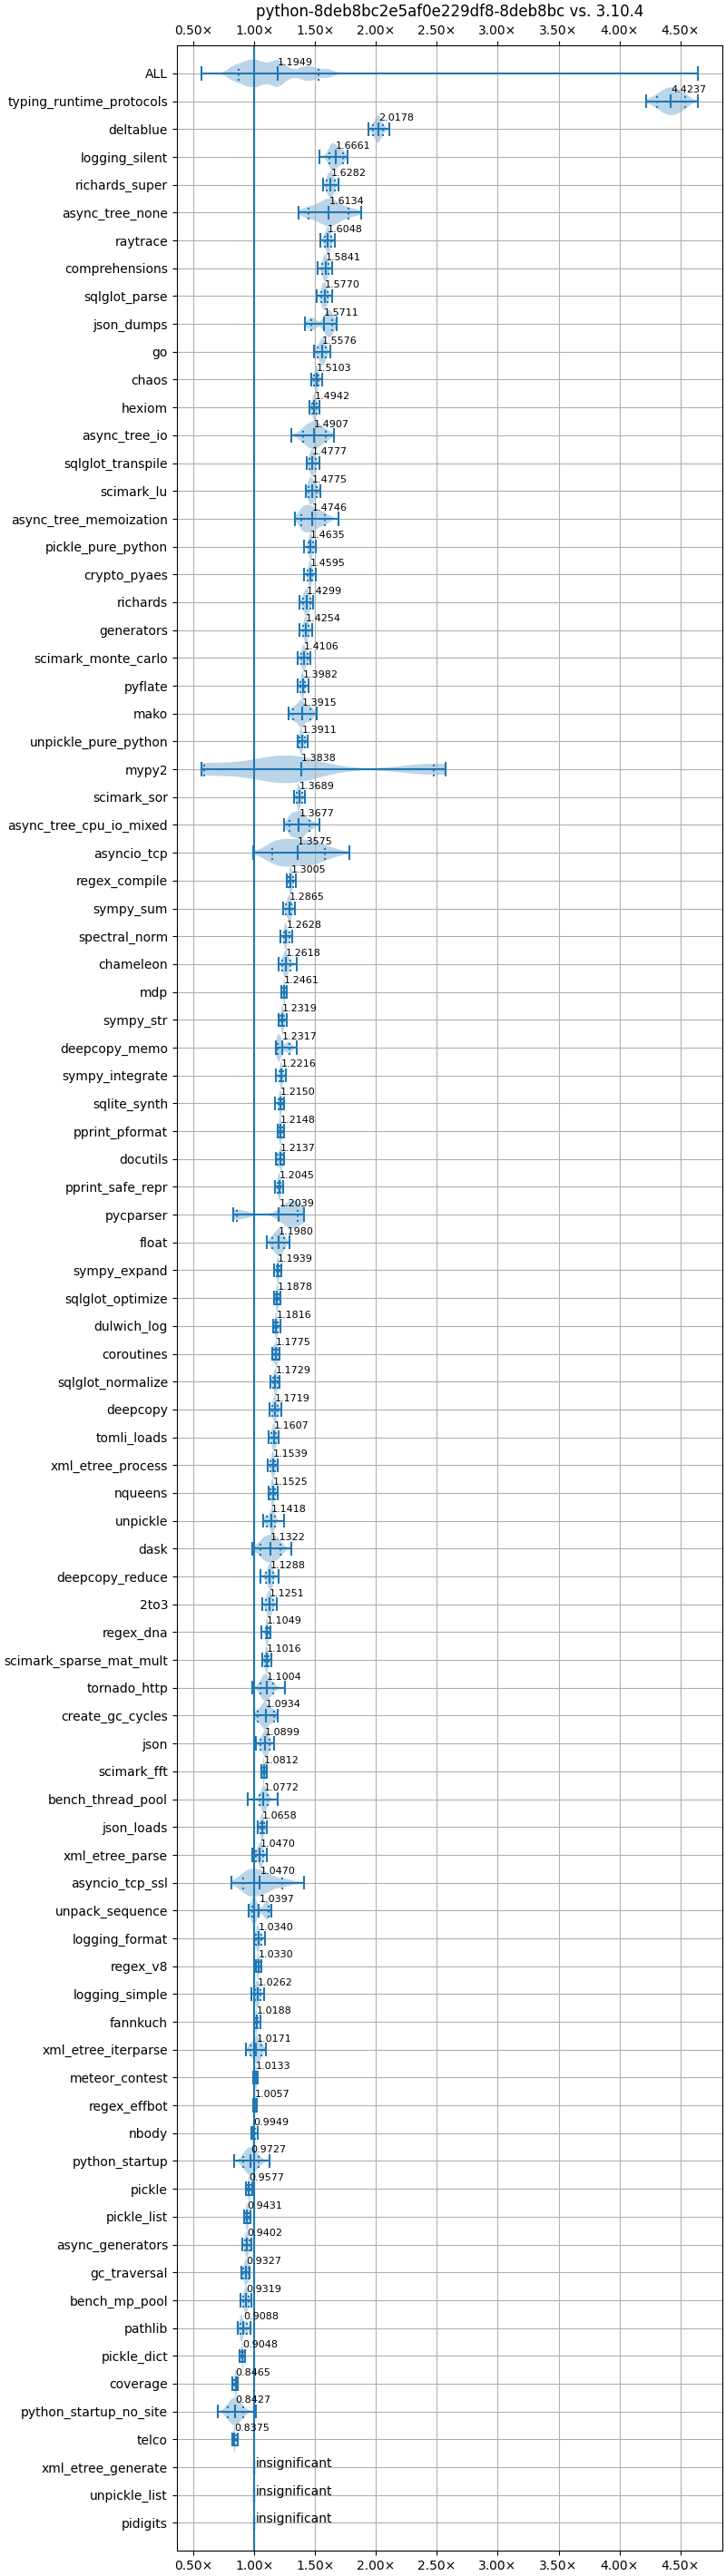 python-8deb8bc2e5af0e229df8-8deb8bc vs. 3.10.4
0.50× 1.00× 1.50× 2.00× 2.50× 3.00× 3.50× 4.00× 4.50×
ALL 1.1949
typing_runtime_protocols 4.4237
deltablue 2.0178
logging_silent 1.6661
richards_super 1.6282
async_tree_none 1.6134
raytrace 1.6048
comprehensions 1.5841
sqlglot_parse 1.5770
json_dumps 1.5711
go 1.5576
chaos 1.5103
hexiom 1.4942
async_tree_io 1.4907
sqlglot_transpile 1.4777
scimark_lu 1.4775
async_tree_memoization 1.4746
pickle_pure_python 1.4635
crypto_pyaes 1.4595
richards 1.4299
generators 1.4254
scimark_monte_carlo 1.4106
pyflate 1.3982
mako 1.3915
unpickle_pure_python 1.3911
mypy2 1.3838
scimark_sor 1.3689
async_tree_cpu_io_mixed 1.3677
asyncio_tcp 1.3575
regex_compile 1.3005
sympy_sum 1.2865
spectral_norm 1.2628
chameleon 1.2618
mdp 1.2461
sympy_str 1.2319
deepcopy_memo 1.2317
sympy_integrate 1.2216
sqlite_synth 1.2150
pprint_pformat 1.2148
docutils 1.2137
pprint_safe_repr 1.2045
pycparser 1.2039
float 1.1980
sympy_expand 1.1939
sqlglot_optimize 1.1878
dulwich_log 1.1816
coroutines 1.1775
sqlglot_normalize 1.1729
deepcopy 1.1719
tomli_loads 1.1607
xml_etree_process 1.1539
nqueens 1.1525
unpickle 1.1418
dask 1.1322
deepcopy_reduce 1.1288
2to3 1.1251
regex_dna 1.1049
scimark_sparse_mat_mult 1.1016
tornado_http 1.1004
create_gc_cycles 1.0934
json 1.0899
scimark_fft 1.0812
bench_thread_pool 1.0772
json_loads 1.0658
xml_etree_parse 1.0470
asyncio_tcp_ssl 1.0470
unpack_sequence 1.0397
logging_format 1.0340
regex_v8 1.0330
logging_simple 1.0262
fannkuch 1.0188
xml_etree_iterparse 1.0171
meteor_contest 1.0133
regex_effbot 1.0057
nbody 0.9949
python_startup 0.9727
pickle 0.9577
pickle_list 0.9431
async_generators 0.9402
gc_traversal 0.9327
bench_mp_pool 0.9319
pathlib 0.9088
pickle_dict 0.9048
coverage 0.8465
python_startup_no_site 0.8427
telco 0.8375
xml_etree_generate insignificant
unpickle_list insignificant
pidigits insignificant
0.50× 1.00× 1.50× 2.00× 2.50× 3.00× 3.50× 4.00× 4.50×